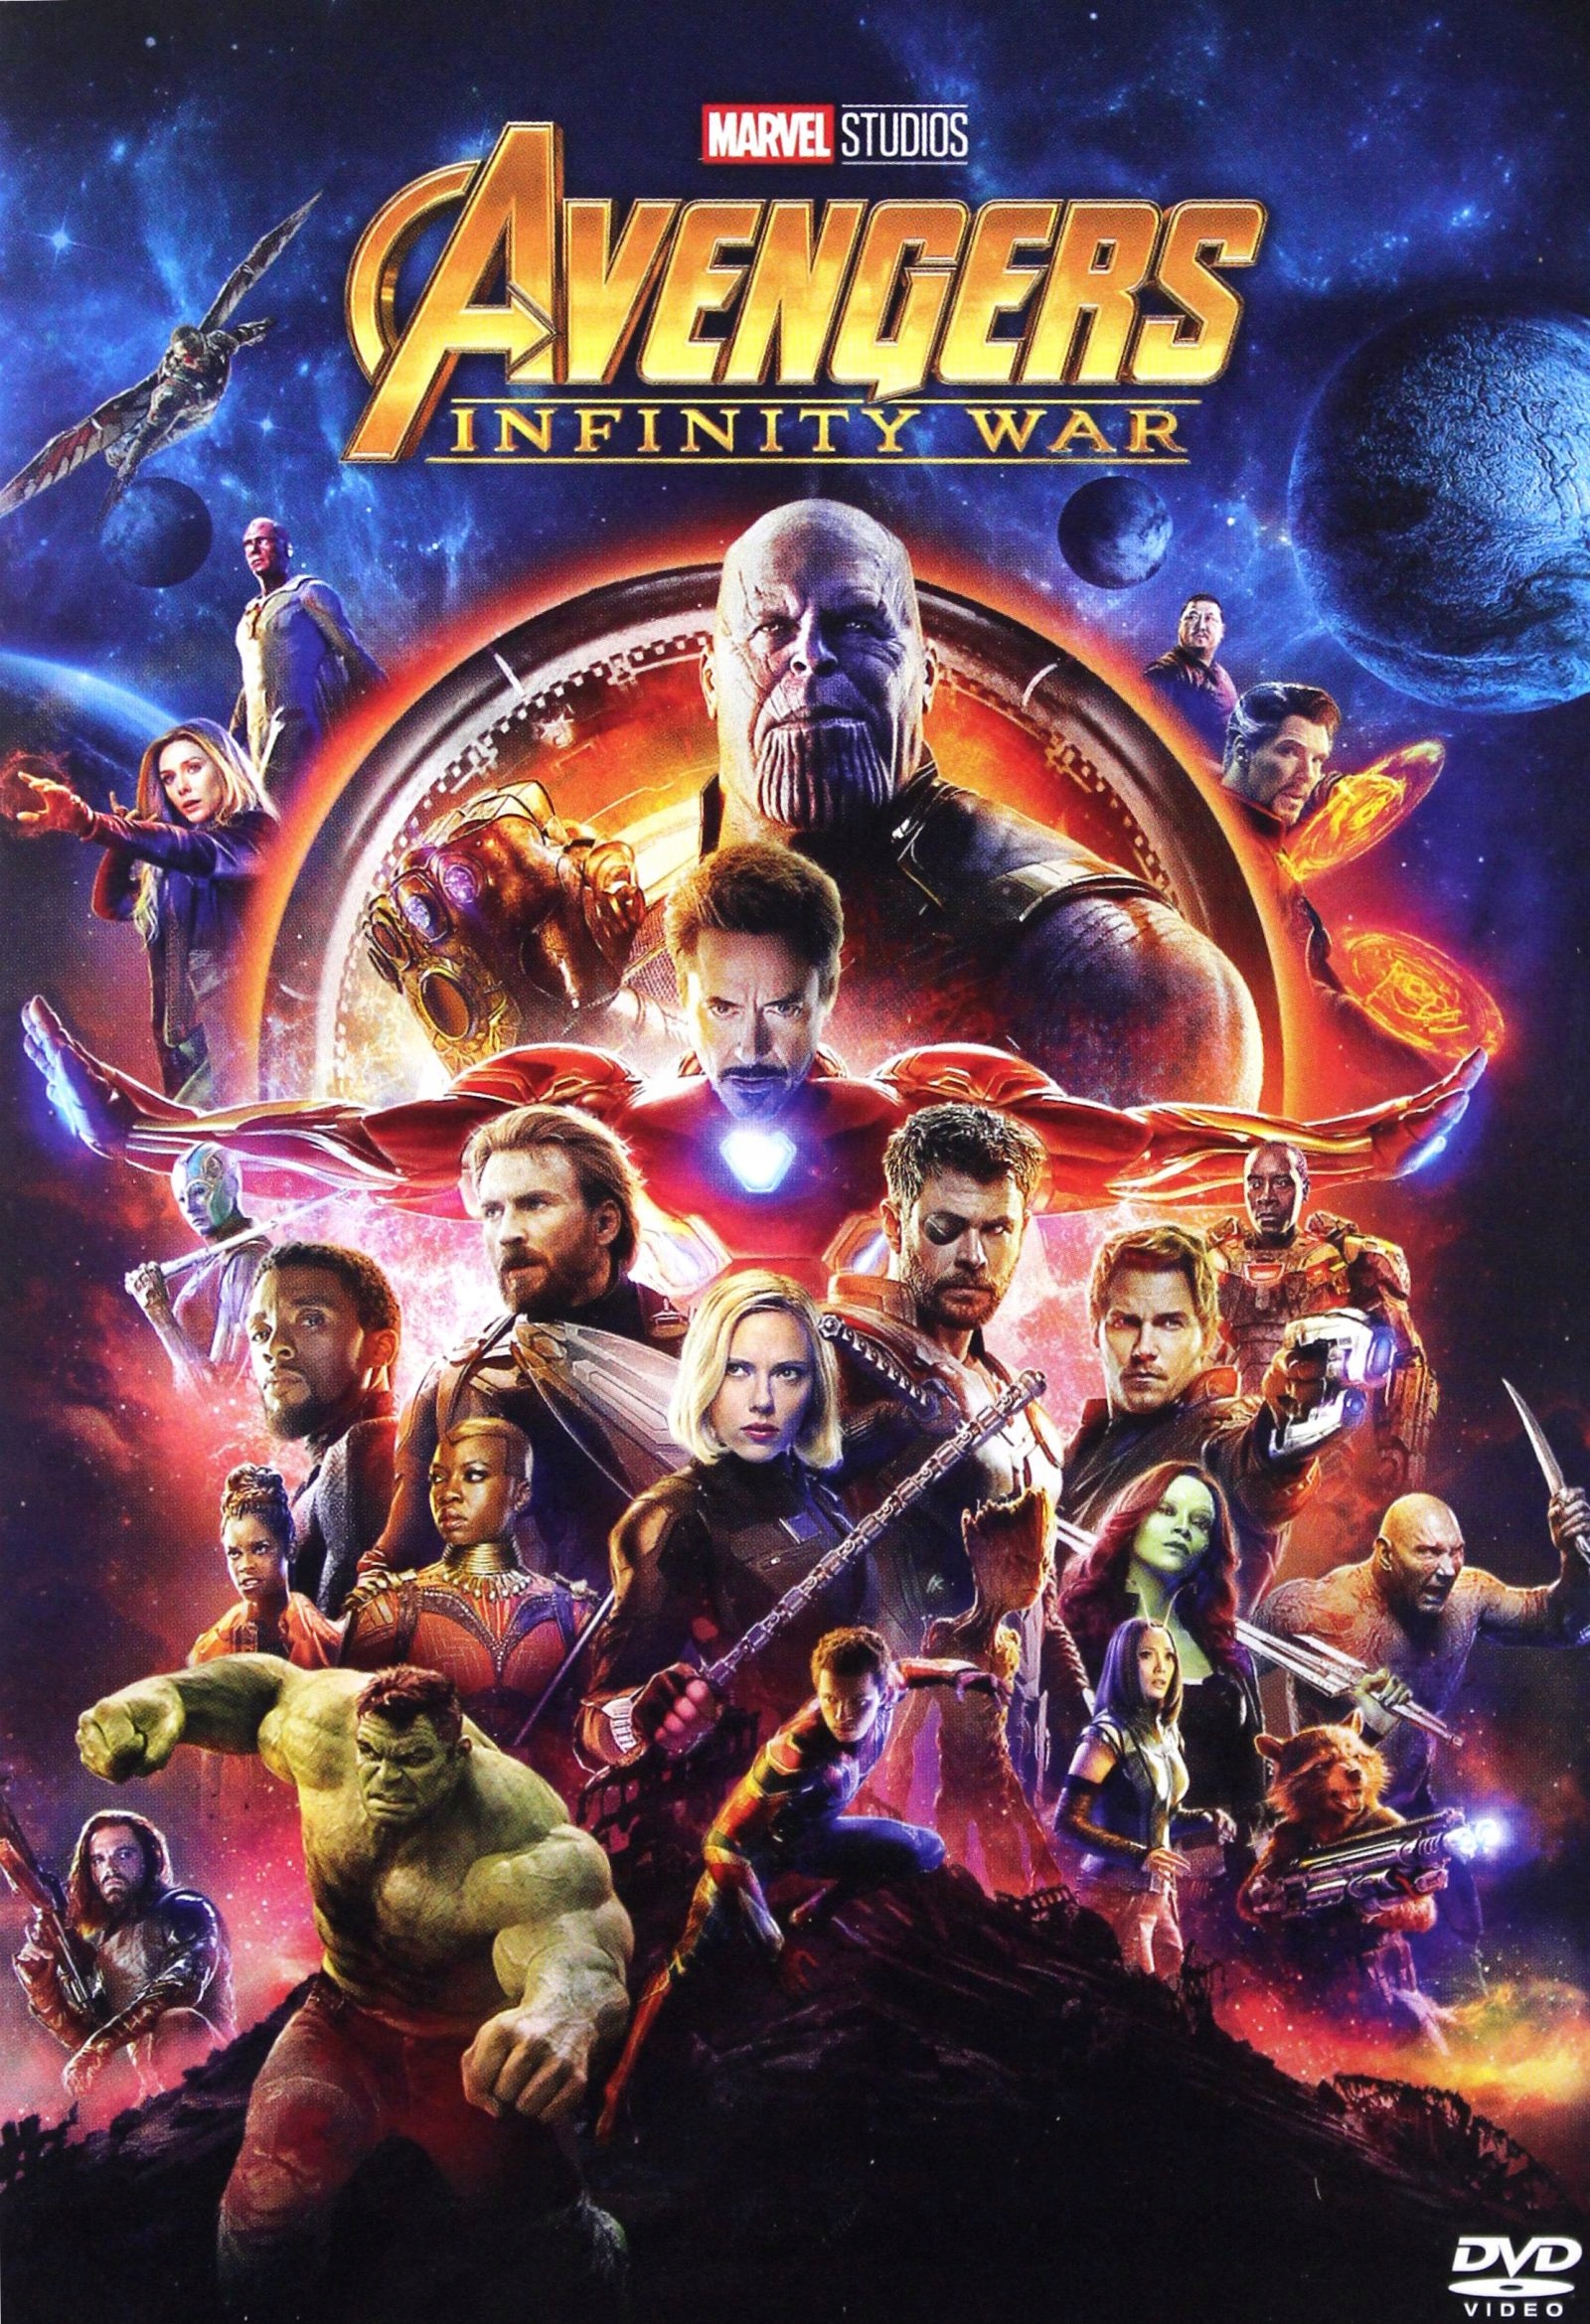 MARVEL STUDIOS
AVENGERS
INFINITY WAR
DVD
VIDEO